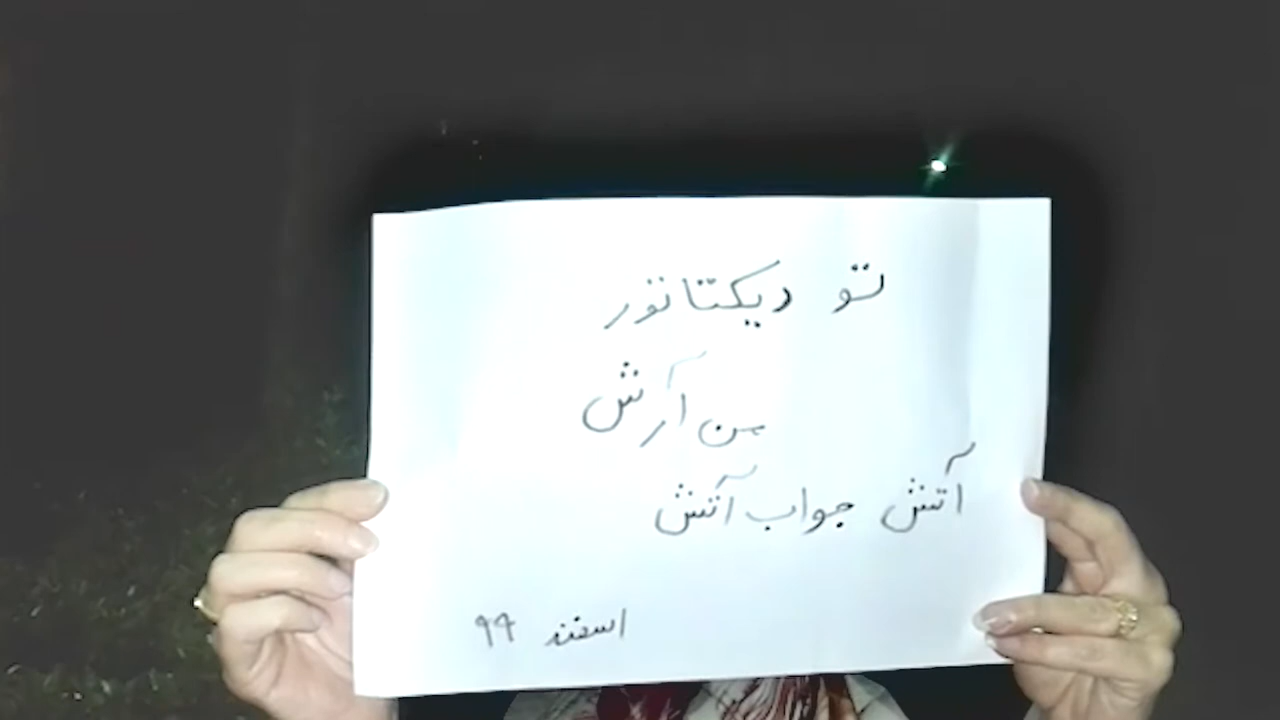 تو دیکتاتور
من آرش
آتش جواب آتش
اسفند ۹۹